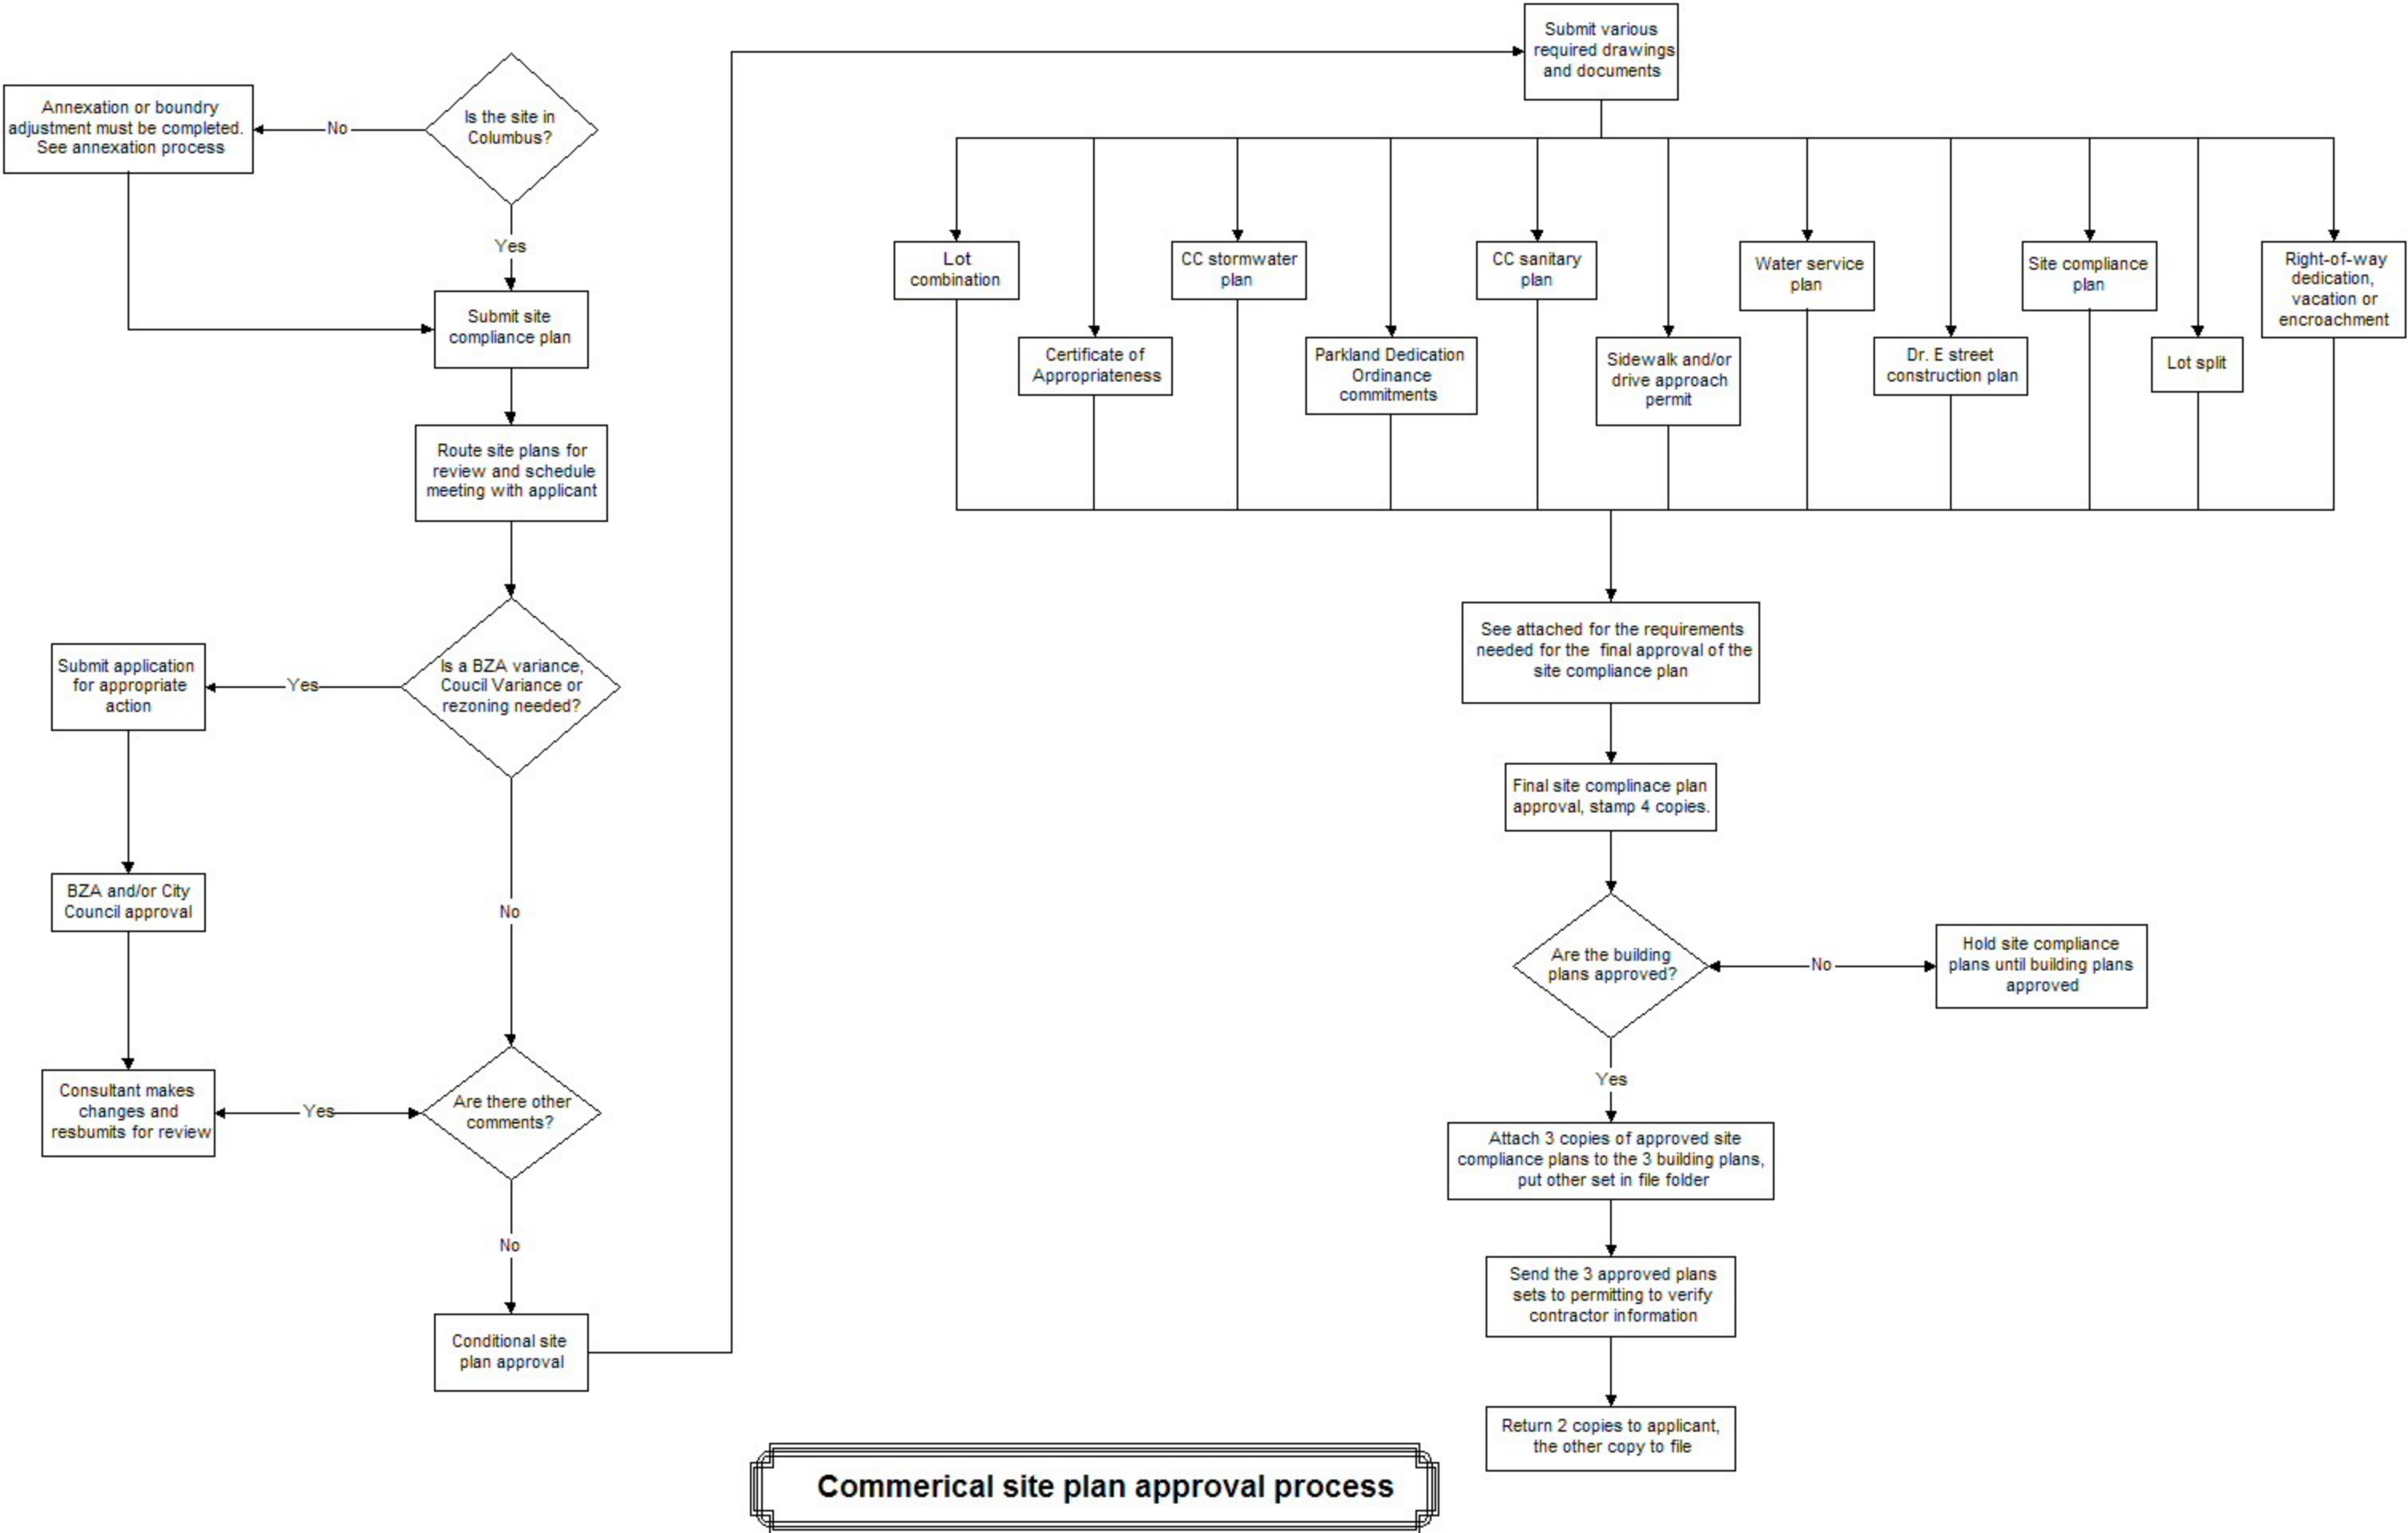 Is the site in
Columbus?
No
Annexation or boundry
adjustment must be completed.
See annexation process
Yes
Submit site
compliance plan
Route site plans for
review and schedule
meeting with applicant
Is a BZA variance,
Coucil Variance or
rezoning needed?
Yes
Submit application
for appropriate
action
BZA and/or City
Council approval
No
Consultant makes
changes and
resbumits for review
Yes
Are there other
comments?
No
Conditional site
plan approval
Submit various
required drawings
and documents
Lot
combination
Certificate of
Appropriateness
CC stormwater
plan
Parkland Dedication
Ordinance
commitments
CC sanitary
plan
Sidewalk and/or
drive approach
permit
Water service
plan
Dr. E street
construction plan
Site compliance
plan
Lot split
Right-of-way
dedication,
vacation or
encroachment
See attached for the requirements
needed for the final approval of the
site compliance plan
Final site complinace plan
approval, stamp 4 copies.
Are the building
plans approved?
No
Hold site compliance
plans until building plans
approved
Yes
Attach 3 copies of approved site
compliance plans to the 3 building plans,
put other set in file folder
Send the 3 approved plans
sets to permitting to verify
contractor information
Return 2 copies to applicant,
the other copy to file
Commerical site plan approval process